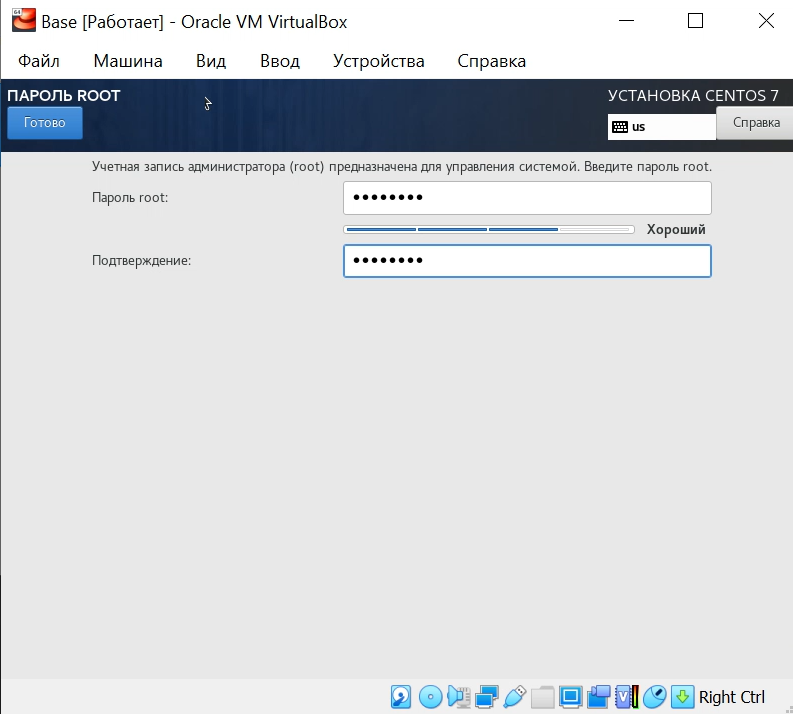 Base [Работает] - Oracle VM VirtualBox
Файл Машина Вид Ввод Устройства Справка
ПАРОЛЬ ROOT
УСТАНОВКА CENTOS 7
Готово
us
Справка
Учетная запись администратора (root) предназначена для управления системой. Введите пароль root.
Пароль root: ●●●●●●●●
Хороший
Подтверждение: ●●●●●●●●
Right Ctrl